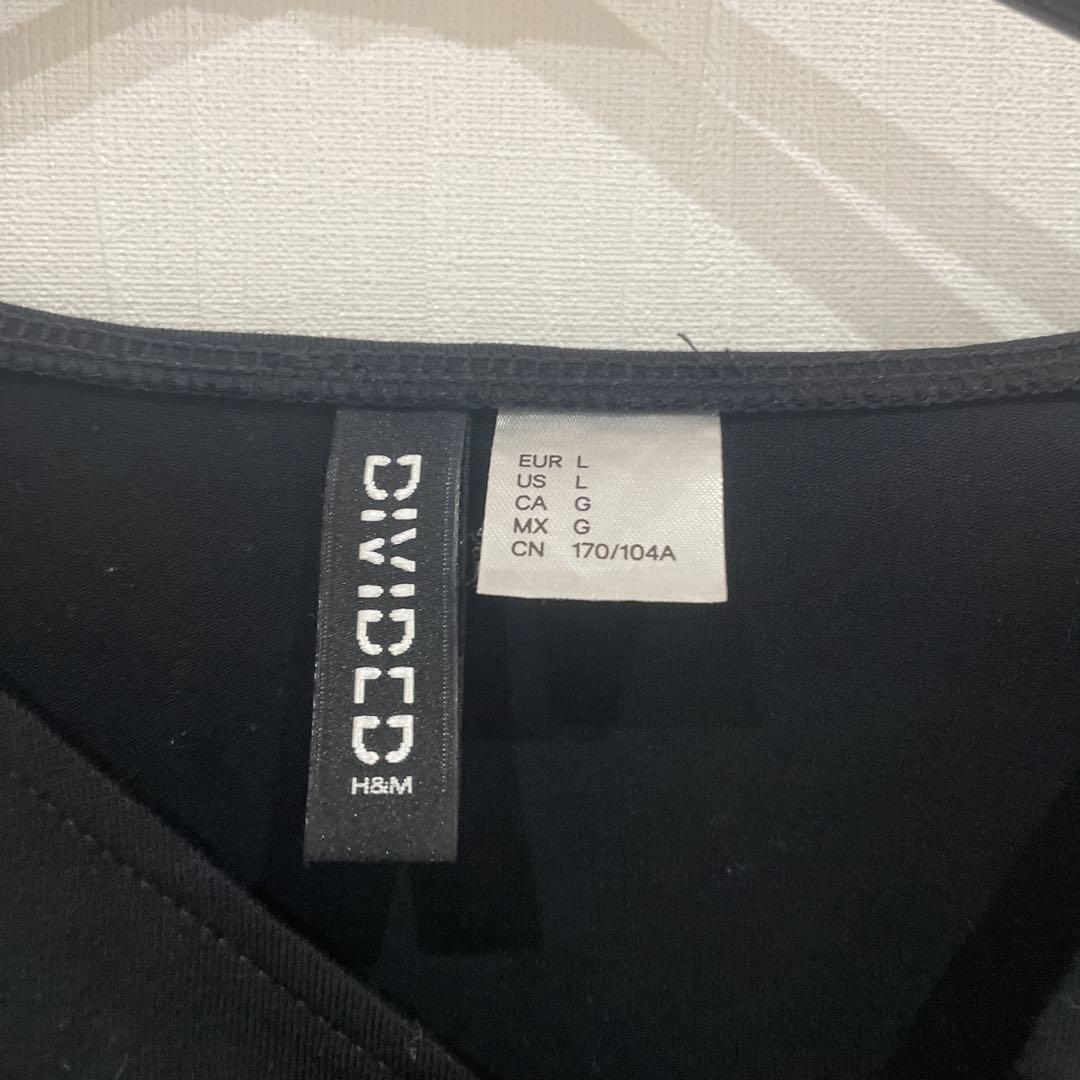 DIVIDED
H&M
EUR L
US L
CA G
MX G
CN 170/104A